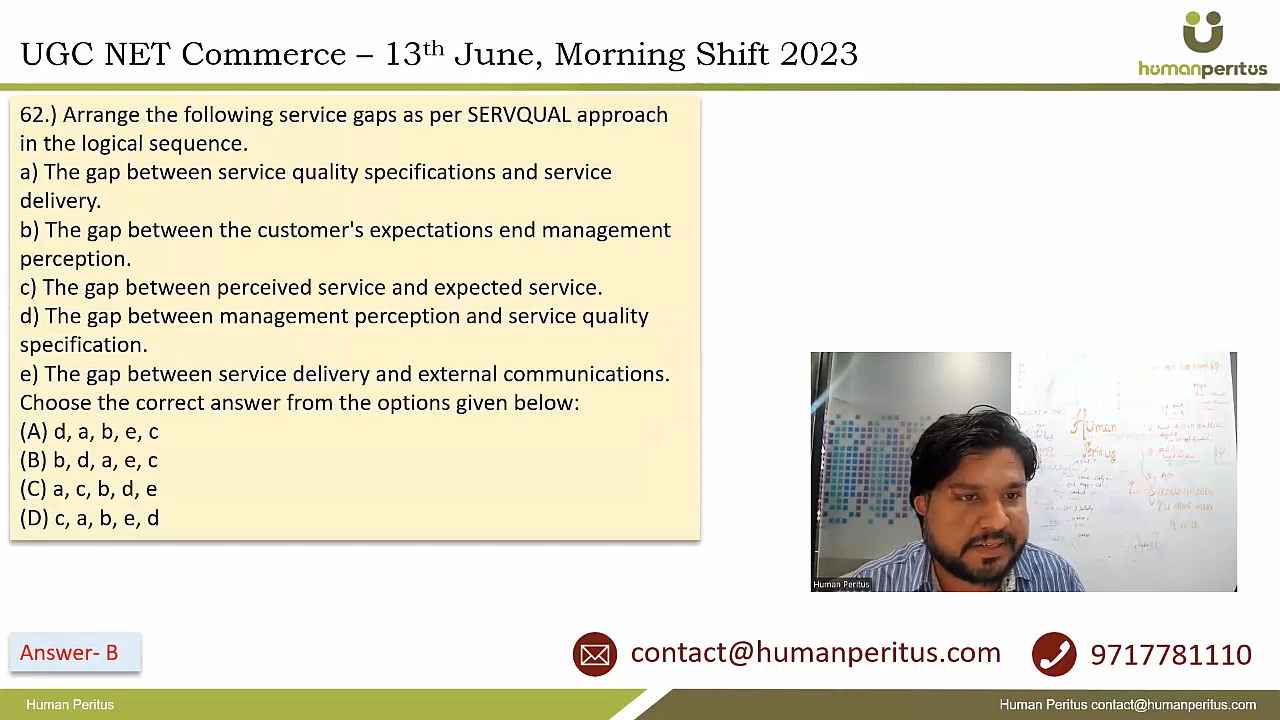 UGC NET Commerce – 13th June, Morning Shift 2023
humanperitus
62.) Arrange the following service gaps as per SERVQUAL approach
in the logical sequence.
a) The gap between service quality specifications and service
delivery.
b) The gap between the customer's expectations end management
perception.
c) The gap between perceived service and expected service.
d) The gap between management perception and service quality
specification.
e) The gap between service delivery and external communications.
Choose the correct answer from the options given below:
(A) d, a, b, e, c
(B) b, d, a, e, c
(C) a, c, b, d, e
(D) c, a, b, e, d
Human
Peritus
Human Peritus
Answer- B
contact@humanperitus.com
9717781110
Human Peritus
Human Peritus contact@humanperitus.com